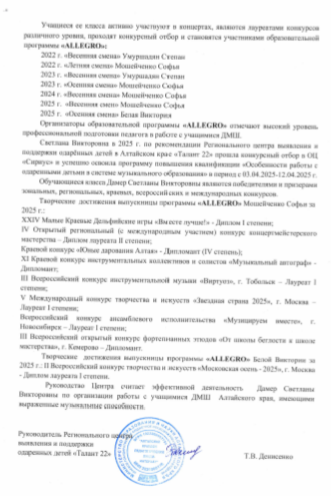 Учащиеся ее класса активно участвуют в концертах, являются лауреатами конкурсов
различного уровня, проходят конкурсный отбор и становятся участниками образовательной
программы «ALLEGRO»:
2022 г. «Весенняя смена» Умуршадин Степан
2022 г. «Летняя смена» Мошейченко Софья
2023 г. «Весенняя смена» Умуршадин Степан
2023 г. «Осенняя смена» Мошейченко Софья
2024 г. «Весенняя смена» Мошейченко Софья
2025 г. «Весенняя смена» Мошейченко Софья
2025 г. «Осенняя смена» Белая Виктория
Организаторы образовательной программы «ALLEGRO» отмечают высокий уровень
профессиональной подготовки педагога в работе с учащимися ДМШ.
Светлана Викторовна в 2025 г. по рекомендации Регионального центра выявления и
поддержки одарённых детей в Алтайском крае «Талант 22» прошла конкурсный отбор в ОЦ
«Сириус» и успешно освоила программу повышения квалификации «Особенности работы с
одаренными детьми в системе музыкального образования» в период с 03.04.2025-12.04.2025 г.
Обучающиеся класса Дамер Светланы Викторовны являются победителями и призерами
зональных, региональных, краевых, всероссийских и международных конкурсов.
Творческие достижения выпускницы программы «ALLEGRO» Мошейченко Софьи за
2025 г.:
XXIV Малые Краевые Дельфийские игры «Вместе лучше!» - Диплом I степени;
IV Открытый региональный (с международным участием) конкурс концертмейстерского
мастерства – Диплом лауреата II степени;
Краевой конкурс «Юные дарования Алтая» - Дипломант (IV степень);
XI Краевой конкурс инструментальных коллективов и солистов «Музыкальный автограф» -
Дипломант;
III Всероссийский конкурс инструментальной музыки «Виртуоз», г. Тобольск – Лауреат I
степени;
V Международный конкурс творчества и искусств «Звездная страна 2025», г. Москва –
Лауреат I степени;
Всероссийский конкурс ансамблевого исполнительства «Музицируем вместе», г.
Новосибирск – Лауреат I степени;
III Всероссийский открытый конкурс фортепианных этюдов «От школы беглости к школе
мастерства», г. Кемерово – Дипломант.
Творческие достижения выпускницы программы «ALLEGRO» Белой Виктории за
2025 г.: II Всероссийский конкурс творчества и искусств «Московская осень - 2025», г. Москва
- Диплом лауреата I степени.
Руководство Центра считает эффективной деятельность Дамер Светланы
Викторовны по организации работы с учащимися ДМШ Алтайского края, имеющими
выраженные музыкальные способности.
Руководитель Регионального центра
выявления и поддержки
одаренных детей «Талант 22»
Т.В. Денисенко